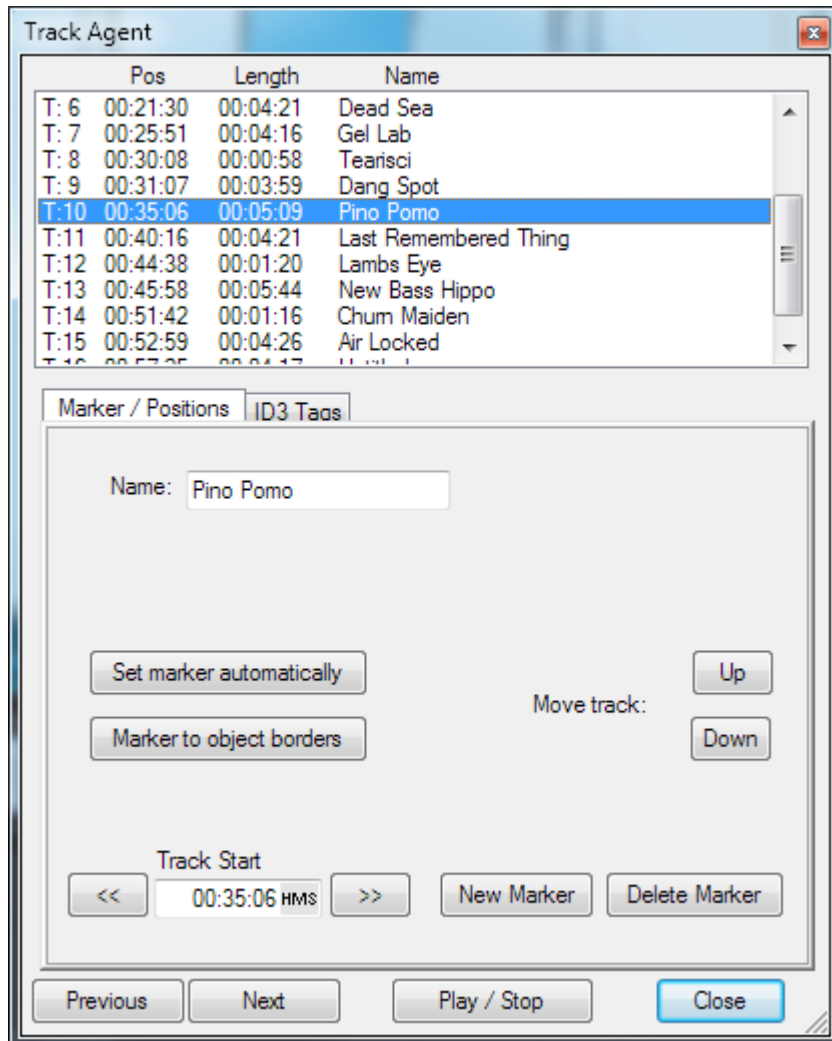 Track Agent
Pos Length Name
T: 6 00:21:30 00:04:21 Dead Sea
T: 7 00:25:51 00:04:16 Gel Lab
T: 8 00:30:08 00:00:58 Tearisci
T: 9 00:31:07 00:03:59 Dang Spot
T:10 00:35:06 00:05:09 Pino Pomo
T:11 00:40:16 00:04:21 Last Remembered Thing
T:12 00:44:38 00:01:20 Lambs Eye
T:13 00:45:58 00:05:44 New Bass Hippo
T:14 00:51:42 00:01:16 Chum Maiden
T:15 00:52:59 00:04:26 Air Locked
Marker / Positions ID3 Tags
Name: Pino Pomo
Set marker automatically Up
Move track:
Marker to object borders Down
Track Start
<< 00:35:06 HMS >> New Marker Delete Marker
Previous Next Play / Stop Close